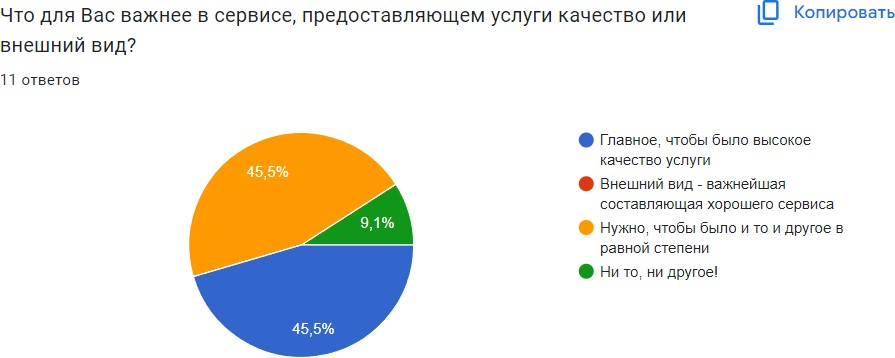 Что для Вас важнее в сервисе, предоставляющем услуги качество или
внешний вид?
Копировать
11 ответов
45,5%
9,1%
45,5%
Главное, чтобы было высокое
качество услуги
Внешний вид - важнейшая
составляющая хорошего сервиса
Нужно, чтобы было и то и другое в
равной степени
Ни то, ни другое!